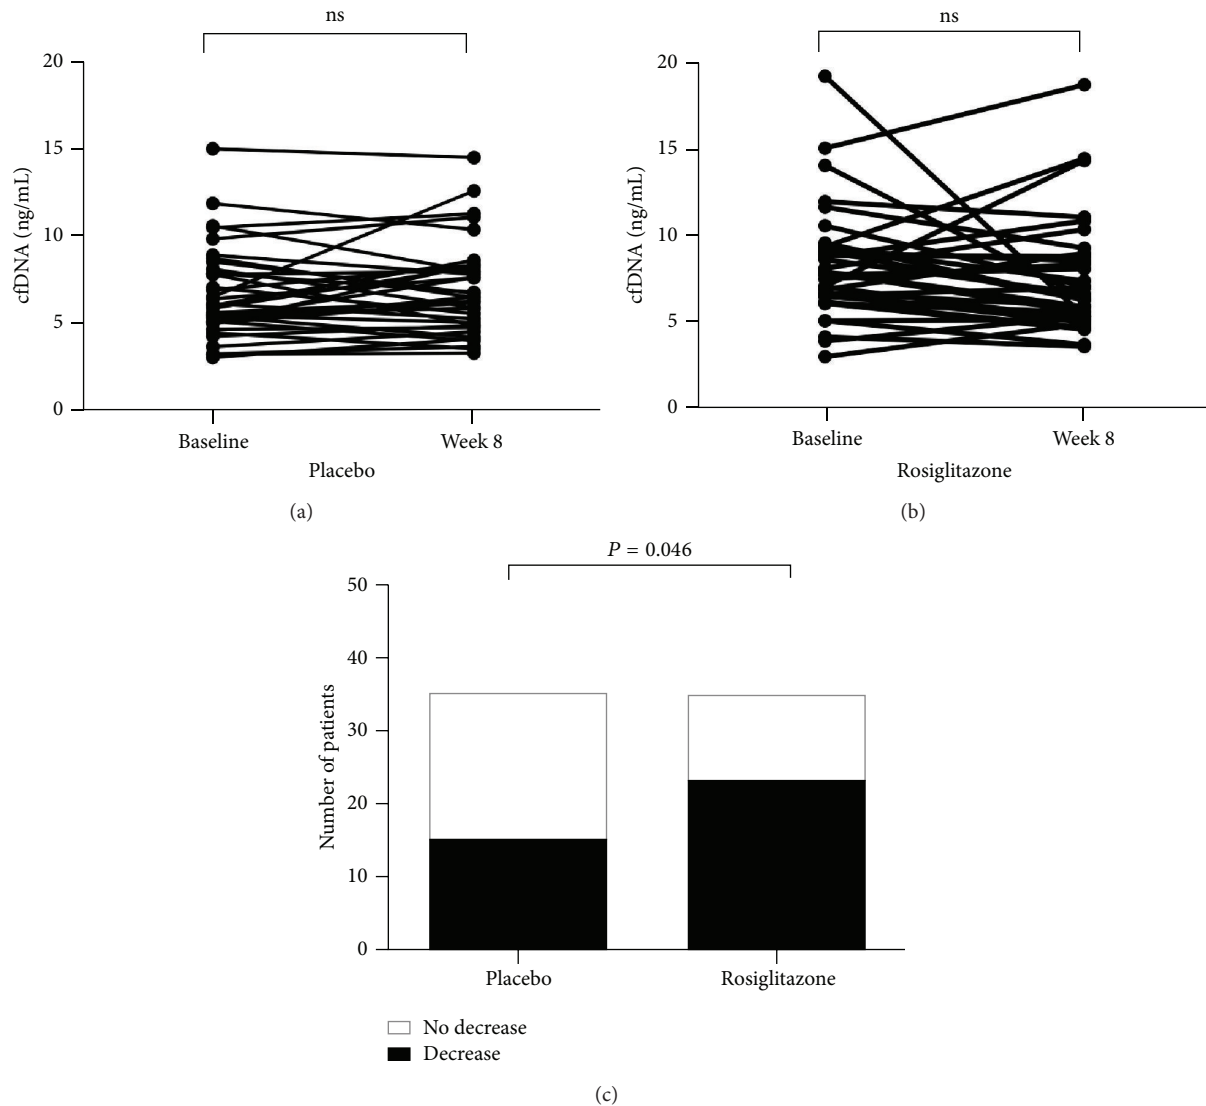 ns
20
15
10
5
0
cfDNA (ng/mL)
Baseline
Week 8
Placebo
(a)
ns
20
15
10
5
0
cfDNA (ng/mL)
Baseline
Week 8
Rosiglitazone
(b)
P = 0.046
50
40
30
20
10
0
Number of patients
Placebo
Rosiglitazone
No decrease
Decrease
(c)